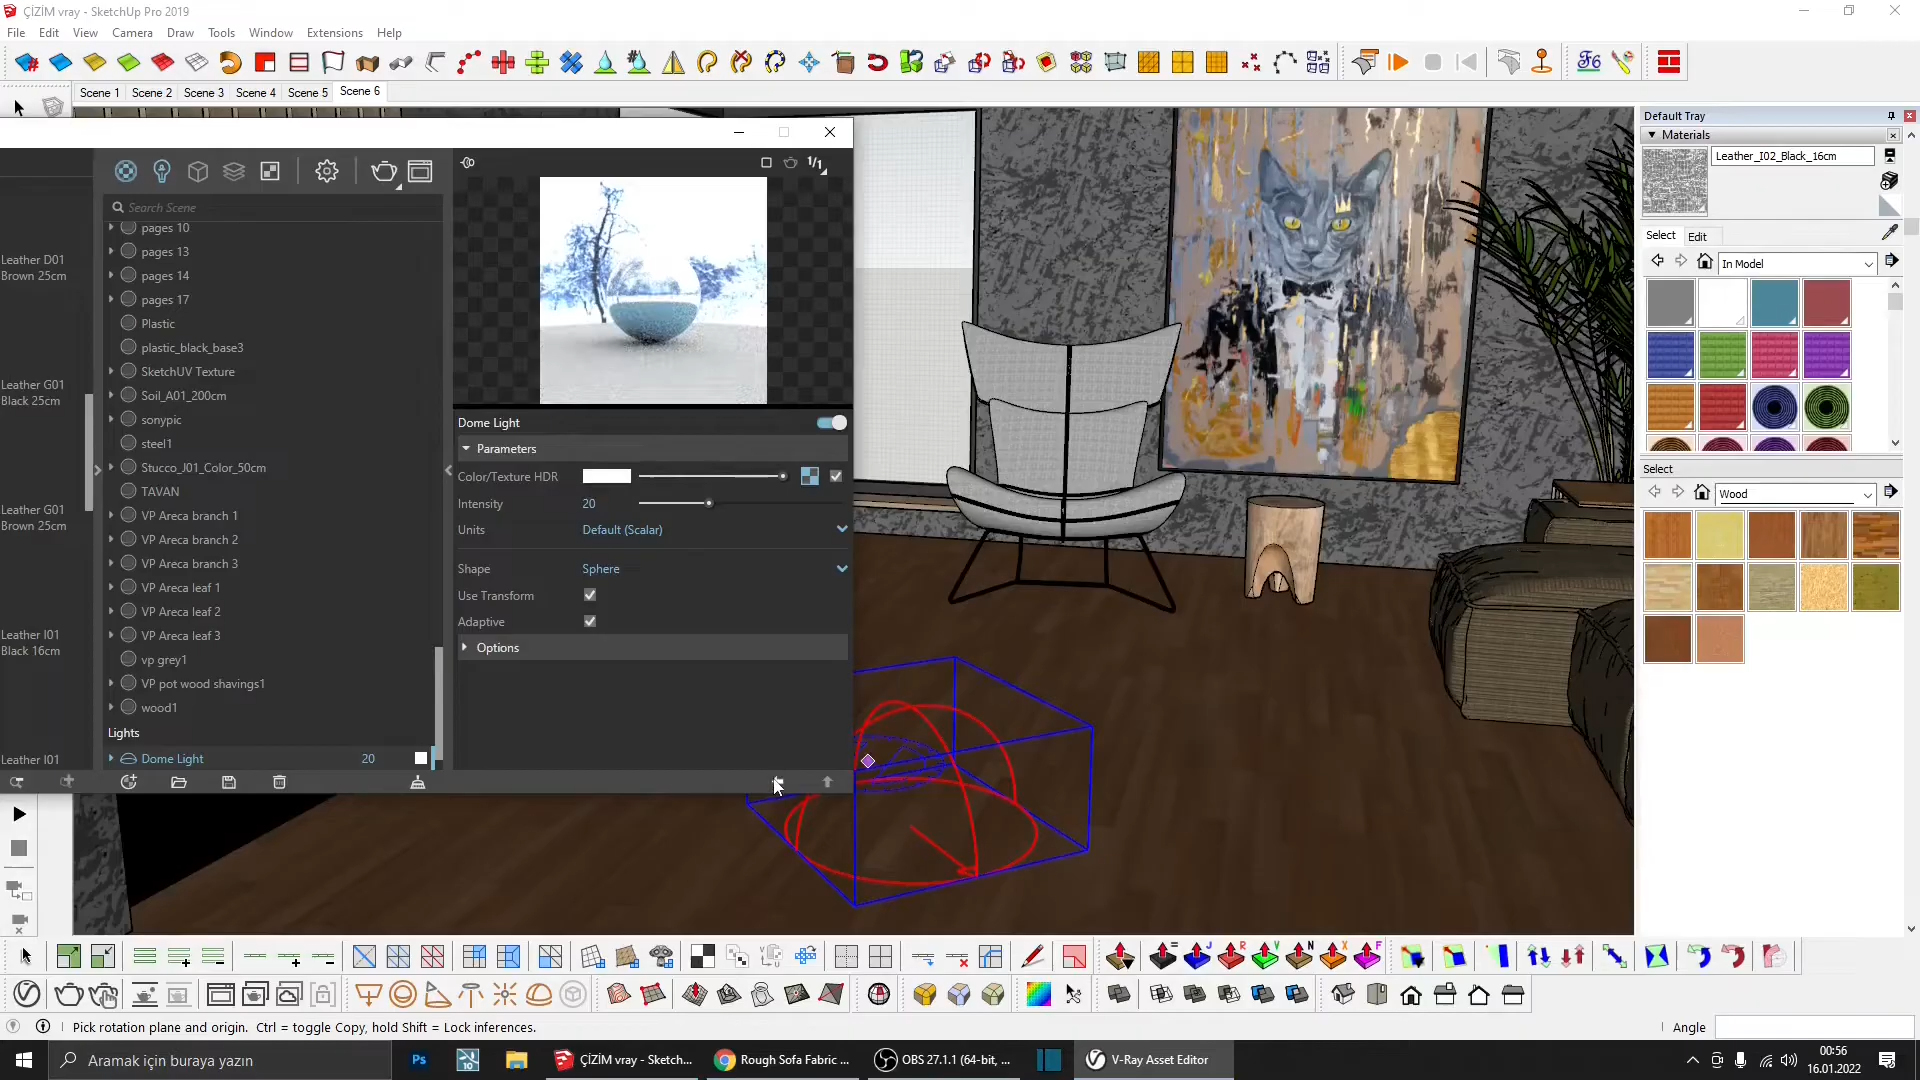 ÇİZİM vray - SketchUp Pro 2019
File Edit View Camera Draw Tools Window Extensions Help
Scene 1 Scene 2 Scene 3 Scene 4 Scene 5 Scene 6
Default Tray
Materials
Leather_I02_Black_16cm
Select Edit
In Model
Select
Wood
Search Scene
Leather D01
Brown 25cm
Leather G01
Black 25cm
Leather G01
Brown 25cm
Leather I01
Black 16cm
Leather I01
pages 10
pages 13
pages 14
pages 17
Plastic
plastic_black_base3
SketchUV Texture
Soil_A01_200cm
sonypic
steel1
Stucco_J01_Color_50cm
TAVAN
VP Areca branch 1
VP Areca branch 2
VP Areca branch 3
VP Areca leaf 1
VP Areca leaf 2
VP Areca leaf 3
vp grey1
VP pot wood shavings1
wood1
Lights
Dome Light 20
1/1
Dome Light
Parameters
Color/Texture HDR
Intensity 20
Units Default (Scalar)
Shape Sphere
Use Transform
Adaptive
Options
Pick rotation plane and origin. Ctrl = toggle Copy, hold Shift = Lock inferences.
Angle
Aramak için buraya yazın
Ps
10
ÇİZİM vray - Sketch...
Rough Sofa Fabric ...
OBS 27.1.1 (64-bit, ...
V-Ray Asset Editor
00:56
16.01.2022